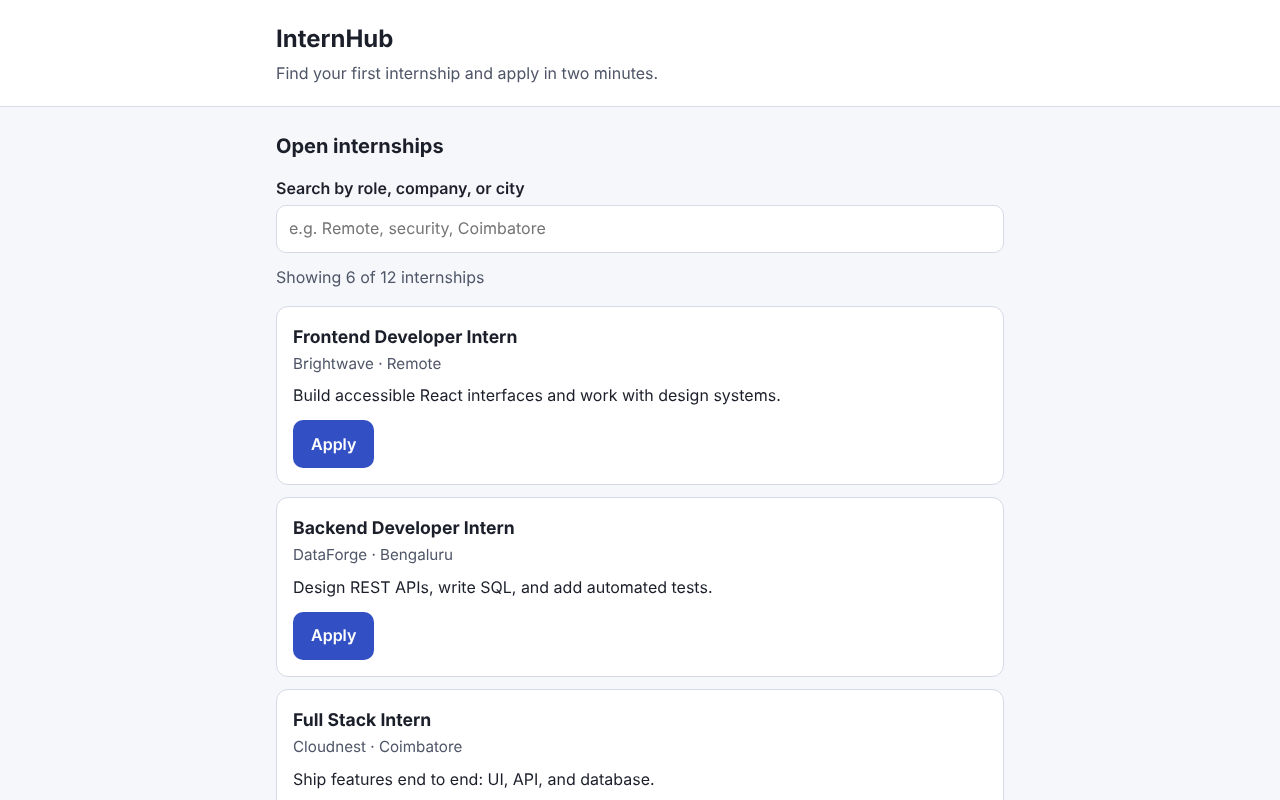 InternHub
Find your first internship and apply in two minutes.
Open internships
Search by role, company, or city
e.g. Remote, security, Coimbatore
Showing 6 of 12 internships
Frontend Developer Intern
Brightwave · Remote
Build accessible React interfaces and work with design systems.
Apply
Backend Developer Intern
DataForge · Bengaluru
Design REST APIs, write SQL, and add automated tests.
Apply
Full Stack Intern
Cloudnest · Coimbatore
Ship features end to end: UI, API, and database.